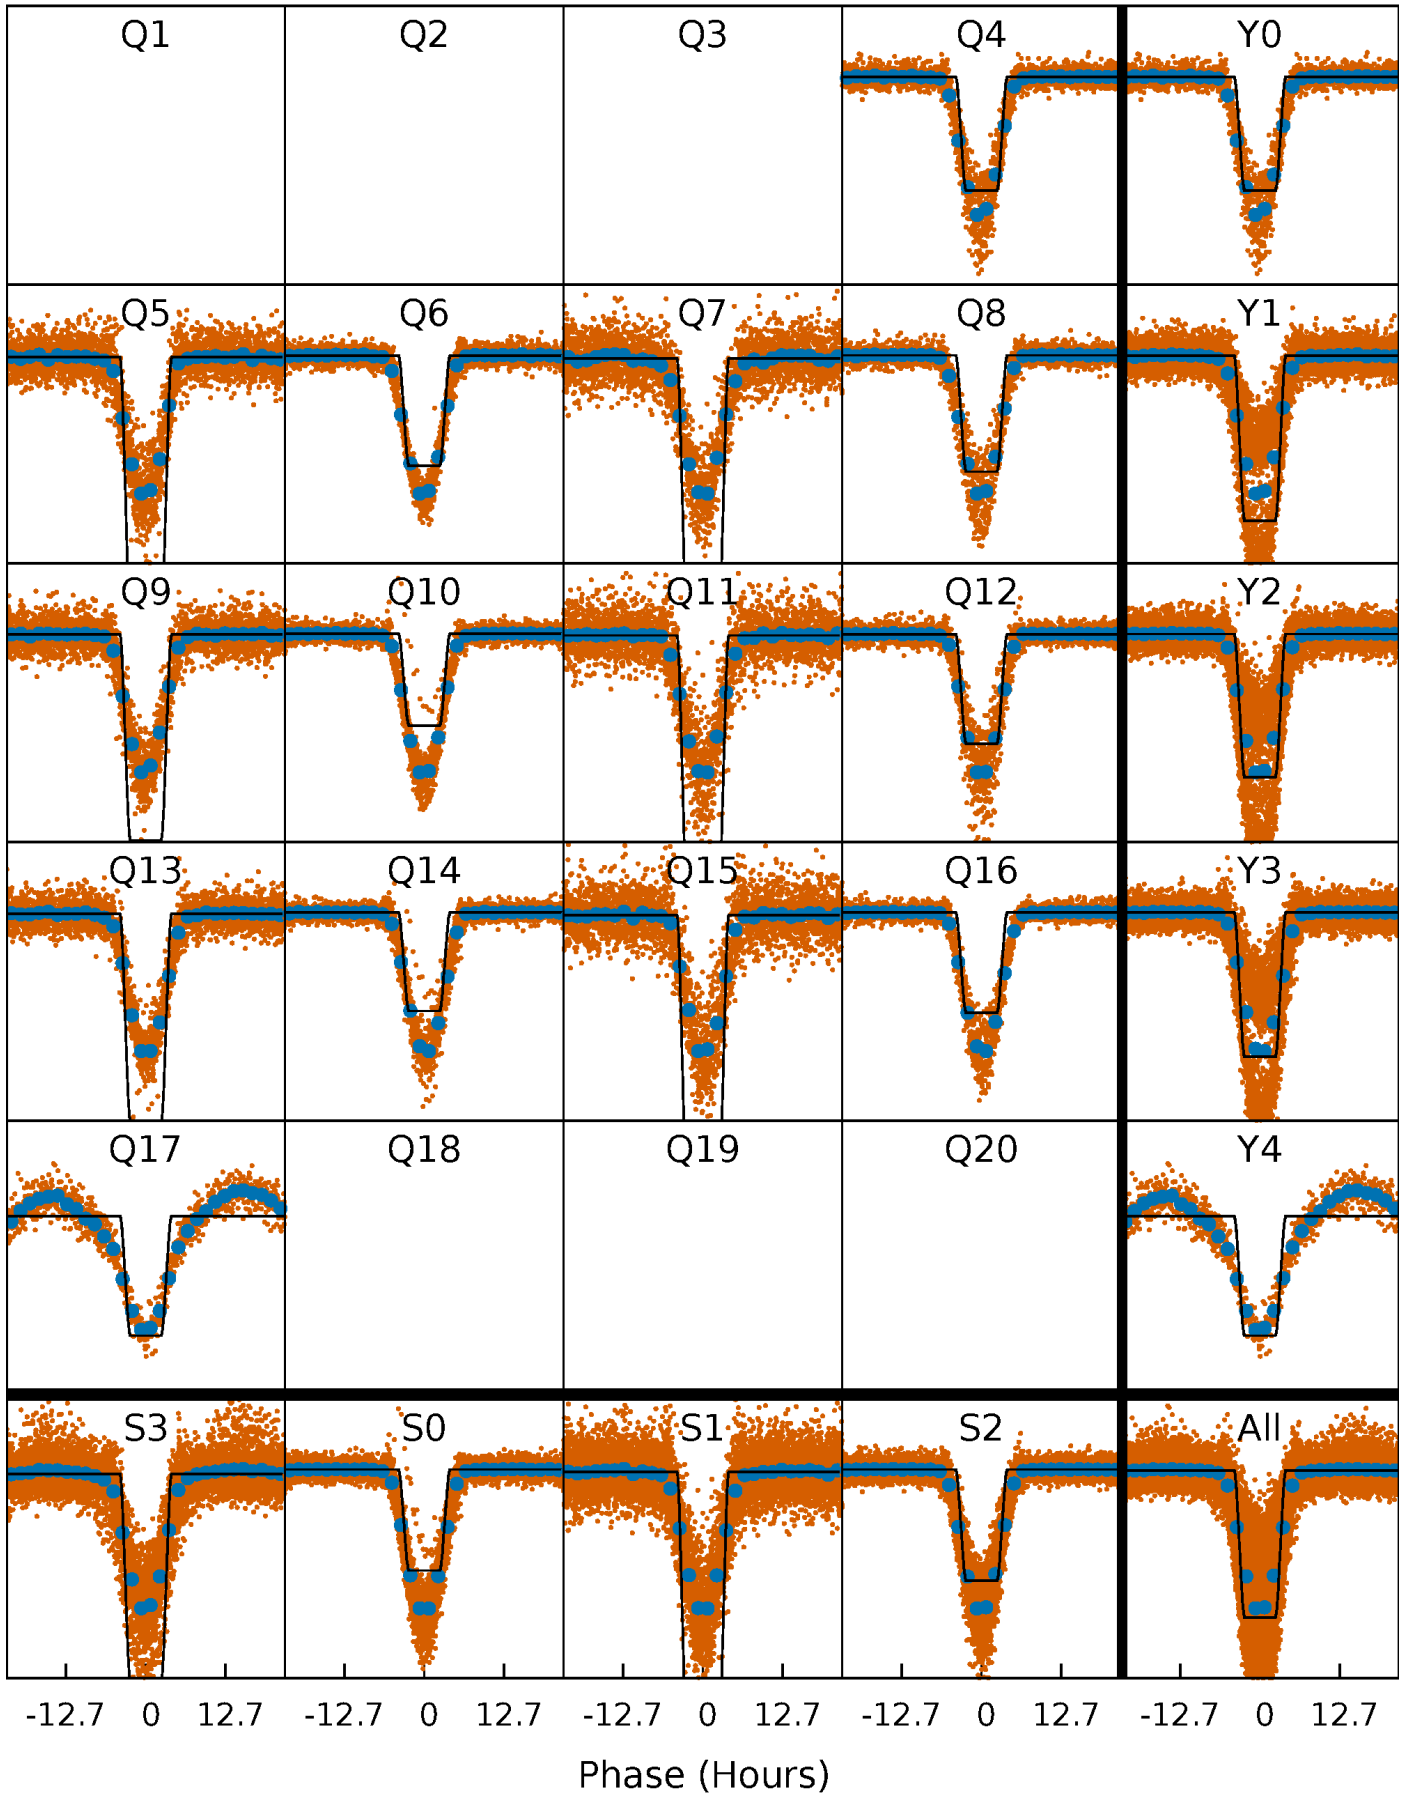 Q1 Q2 Q3 Q4 Y0
Q5 Q6 Q7 Q8 Y1
Q9 Q10 Q11 Q12 Y2
Q13 Q14 Q15 Q16 Y3
Q17 Q18 Q19 Q20 Y4
S3 S0 S1 S2 All
-12.7 0 12.7 -12.7 0 12.7 -12.7 0 12.7 -12.7 0 12.7 -12.7 0 12.7
Phase (Hours)